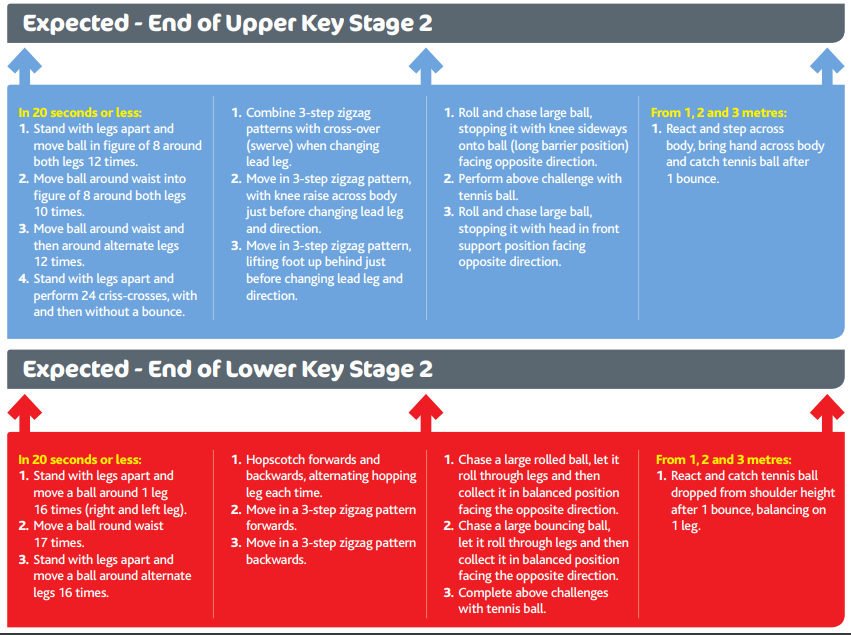 Expected - End of Upper Key Stage 2
In 20 seconds or less:
1. Stand with legs apart and
move ball in figure of 8 around
both legs 12 times.
2. Move ball around waist into
figure of 8 around both legs
10 times.
3. Move ball around waist and
then around alternate legs
12 times.
4. Stand with legs apart and
perform 24 criss-crosses, with
and then without a bounce.
1. Combine 3-step zigzag
patterns with cross-over
(swerve) when changing
lead leg.
2. Move in 3-step zigzag pattern,
with knee raise across body
just before changing lead leg
and direction.
3. Move in 3-step zigzag pattern,
lifting foot up behind just
before changing lead leg and
direction.
1. Roll and chase large ball,
stopping it with knee sideways
onto ball (long barrier position)
facing opposite direction.
2. Perform above challenge with
tennis ball.
3. Roll and chase large ball,
stopping it with head in front
support position facing
opposite direction.
From 1, 2 and 3 metres:
1. React and step across
body, bring hand across body
and catch tennis ball after
1 bounce.
Expected - End of Lower Key Stage 2
In 20 seconds or less:
1. Stand with legs apart and
move a ball around 1 leg
16 times (right and left leg).
2. Move a ball round waist
17 times.
3. Stand with legs apart and
move a ball around alternate
legs 16 times.
1. Hopscotch forwards and
backwards, alternating hopping
leg each time.
2. Move in a 3-step zigzag pattern
forwards.
3. Move in a 3-step zigzag pattern
backwards.
1. Chase a large rolled ball, let it
roll through legs and then
collect it in balanced position
facing the opposite direction.
2. Chase a large bouncing ball,
let it roll through legs and then
collect it in balanced position
facing the opposite direction.
3. Complete above challenges
with tennis ball.
From 1, 2 and 3 metres:
1. React and catch tennis ball
dropped from shoulder height
after 1 bounce, balancing on
1 leg.